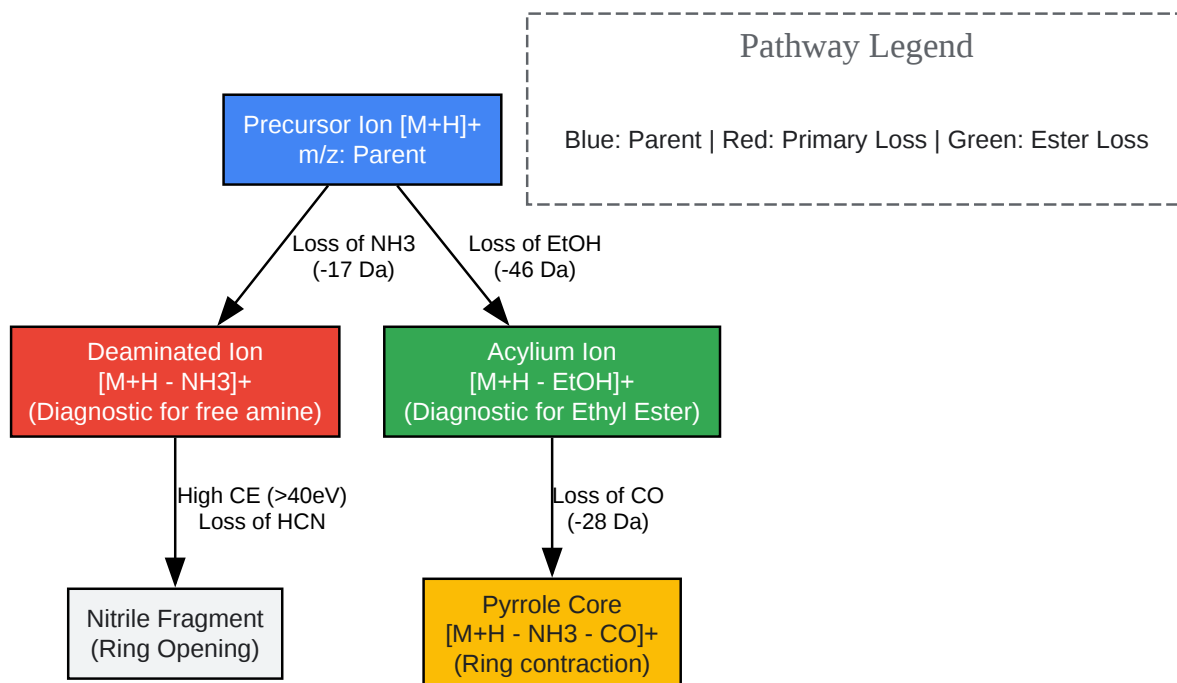 Pathway Legend
Blue: Parent | Red: Primary Loss | Green: Ester Loss
Precursor Ion [M+H]+
m/z: Parent
Loss of NH3
(-17 Da)
Loss of EtOH
(-46 Da)
Deaminated Ion
[M+H - NH3]+
(Diagnostic for free amine)
Acylium Ion
[M+H - EtOH]+
(Diagnostic for Ethyl Ester)
High CE (>40eV)
Loss of HCN
Loss of CO
(-28 Da)
Nitrile Fragment
(Ring Opening)
Pyrrole Core
[M+H - NH3 - CO]+
(Ring contraction)